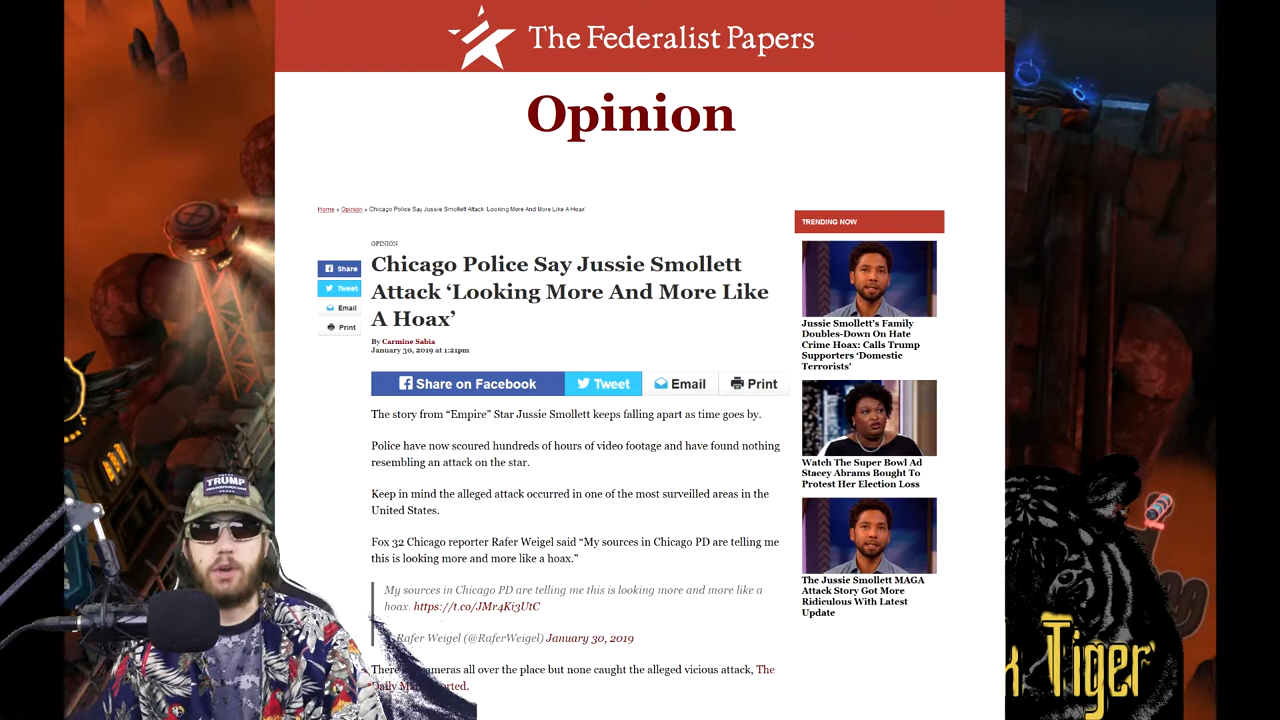 The Federalist Papers
Opinion
Home » Opinion » Chicago Police Say Jussie Smollett Attack 'Looking More And More Like A Hoax'
TRENDING NOW
OPINION
Chicago Police Say Jussie Smollett
Attack ‘Looking More And More Like
A Hoax’
By Carmine Sabia
January 30, 2019 at 1:21pm
Share
Tweet
Email
Print
Share on Facebook
Tweet
Email
Print
The story from “Empire” Star Jussie Smollett keeps falling apart as time goes by.
Police have now scoured hundreds of hours of video footage and have found nothing
resembling an attack on the star.
Keep in mind the alleged attack occurred in one of the most surveilled areas in the
United States.
Fox 32 Chicago reporter Rafer Weigel said “My sources in Chicago PD are telling me
this is looking more and more like a hoax.”
My sources in Chicago PD are telling me this is looking more and more like a
hoax. https://t.co/JMr4Ki3UtC
Rafer Weigel (@RaferWeigel) January 30, 2019
There ameras all over the place but none caught the alleged vicious attack, The
Daily M orted.
Jussie Smollett's Family
Doubles-Down On Hate
Crime Hoax: Calls Trump
Supporters ‘Domestic
Terrorists’
Watch The Super Bowl Ad
Stacey Abrams Bought To
Protest Her Election Loss
The Jussie Smollett MAGA
Attack Story Got More
Ridiculous With Latest
Update
TRUMP
k Tiger